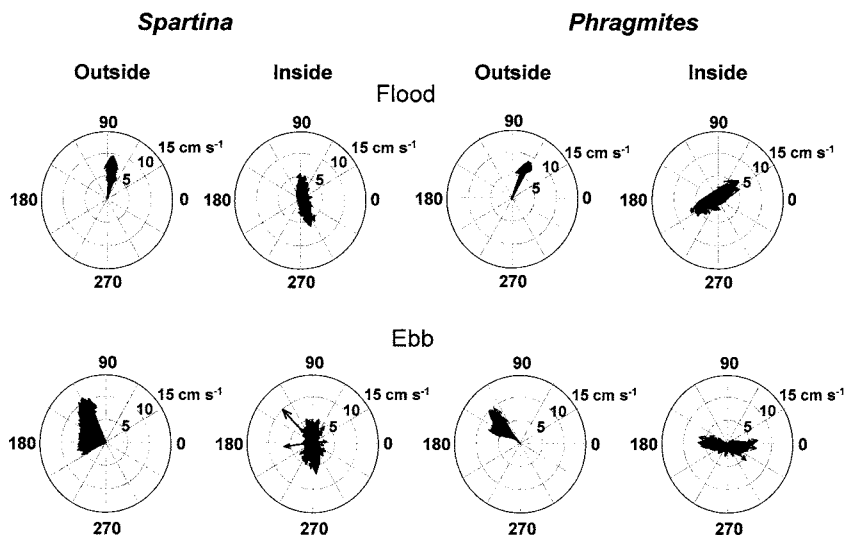 Spartina Phragmites
Outside Inside Outside Inside
Flood
90 90 90 90
15 cm s-1 15 cm s-1 15 cm s-1 15 cm s-1
10 10 10 10
5 5 5 5
180 0 180 0 180 0 180 0
270 270 270 270
Ebb
90 90 90 90
15 cm s-1 15 cm s-1 15 cm s-1 15 cm s-1
10 10 10 10
5 5 5 5
180 0 180 0 180 0 180 0
270 270 270 270